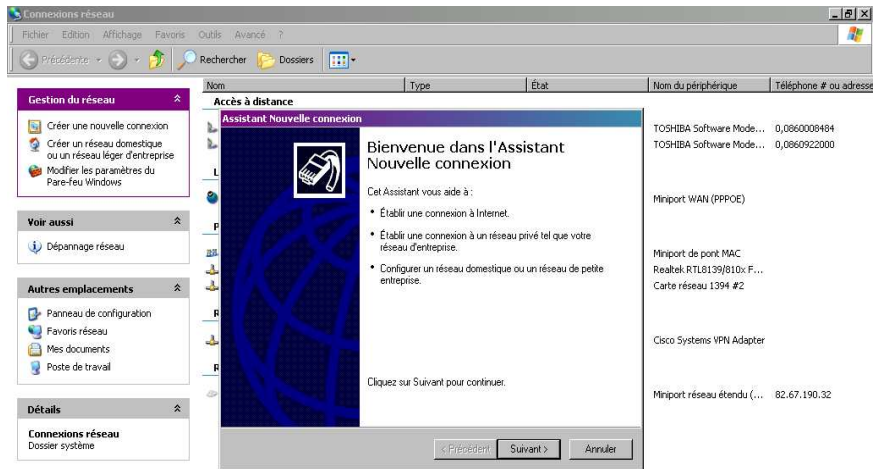 Connexions réseau
Fichier Edition Affichage Favoris Outils Avancé ?
Précédente Rechercher Dossiers
Nom Type État Nom du périphérique Téléphone # ou adresse
Gestion du réseau
Créer une nouvelle connexion
Créer un réseau domestique
ou un réseau léger d'entreprise
Modifier les paramètres du
Pare-feu Windows
Voir aussi
Dépannage réseau
Autres emplacements
Panneau de configuration
Favoris réseau
Mes documents
Poste de travail
Détails
Connexions réseau
Dossier système
Accès à distance
L
P
R
R
Assistant Nouvelle connexion
Bienvenue dans l'Assistant
Nouvelle connexion
Cet Assistant vous aide à :
• Établir une connexion à Internet.
• Établir une connexion à un réseau privé tel que votre
réseau d'entreprise.
• Configurer un réseau domestique ou un réseau de petite
entreprise.
Cliquez sur Suivant pour continuer.
< Précédent Suivant > Annuler
TOSHIBA Software Mode... 0,0860008484
TOSHIBA Software Mode... 0,0860922000
Miniport WAN (PPPOE)
Miniport de pont MAC
Realtek RTL8139/810x F...
Carte réseau 1394 #2
Cisco Systems VPN Adapter
Miniport réseau étendu (... 82.67.190.32